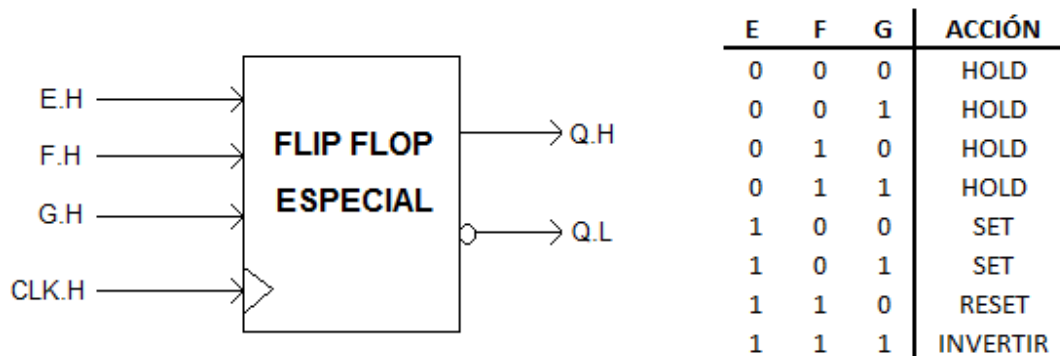 E.H
F.H
G.H
CLK.H
FLIP FLOP
ESPECIAL
Q.H
Q.L
E F G ACCIÓN
0 0 0 HOLD
0 0 1 HOLD
0 1 0 HOLD
0 1 1 HOLD
1 0 0 SET
1 0 1 SET
1 1 0 RESET
1 1 1 INVERTIR